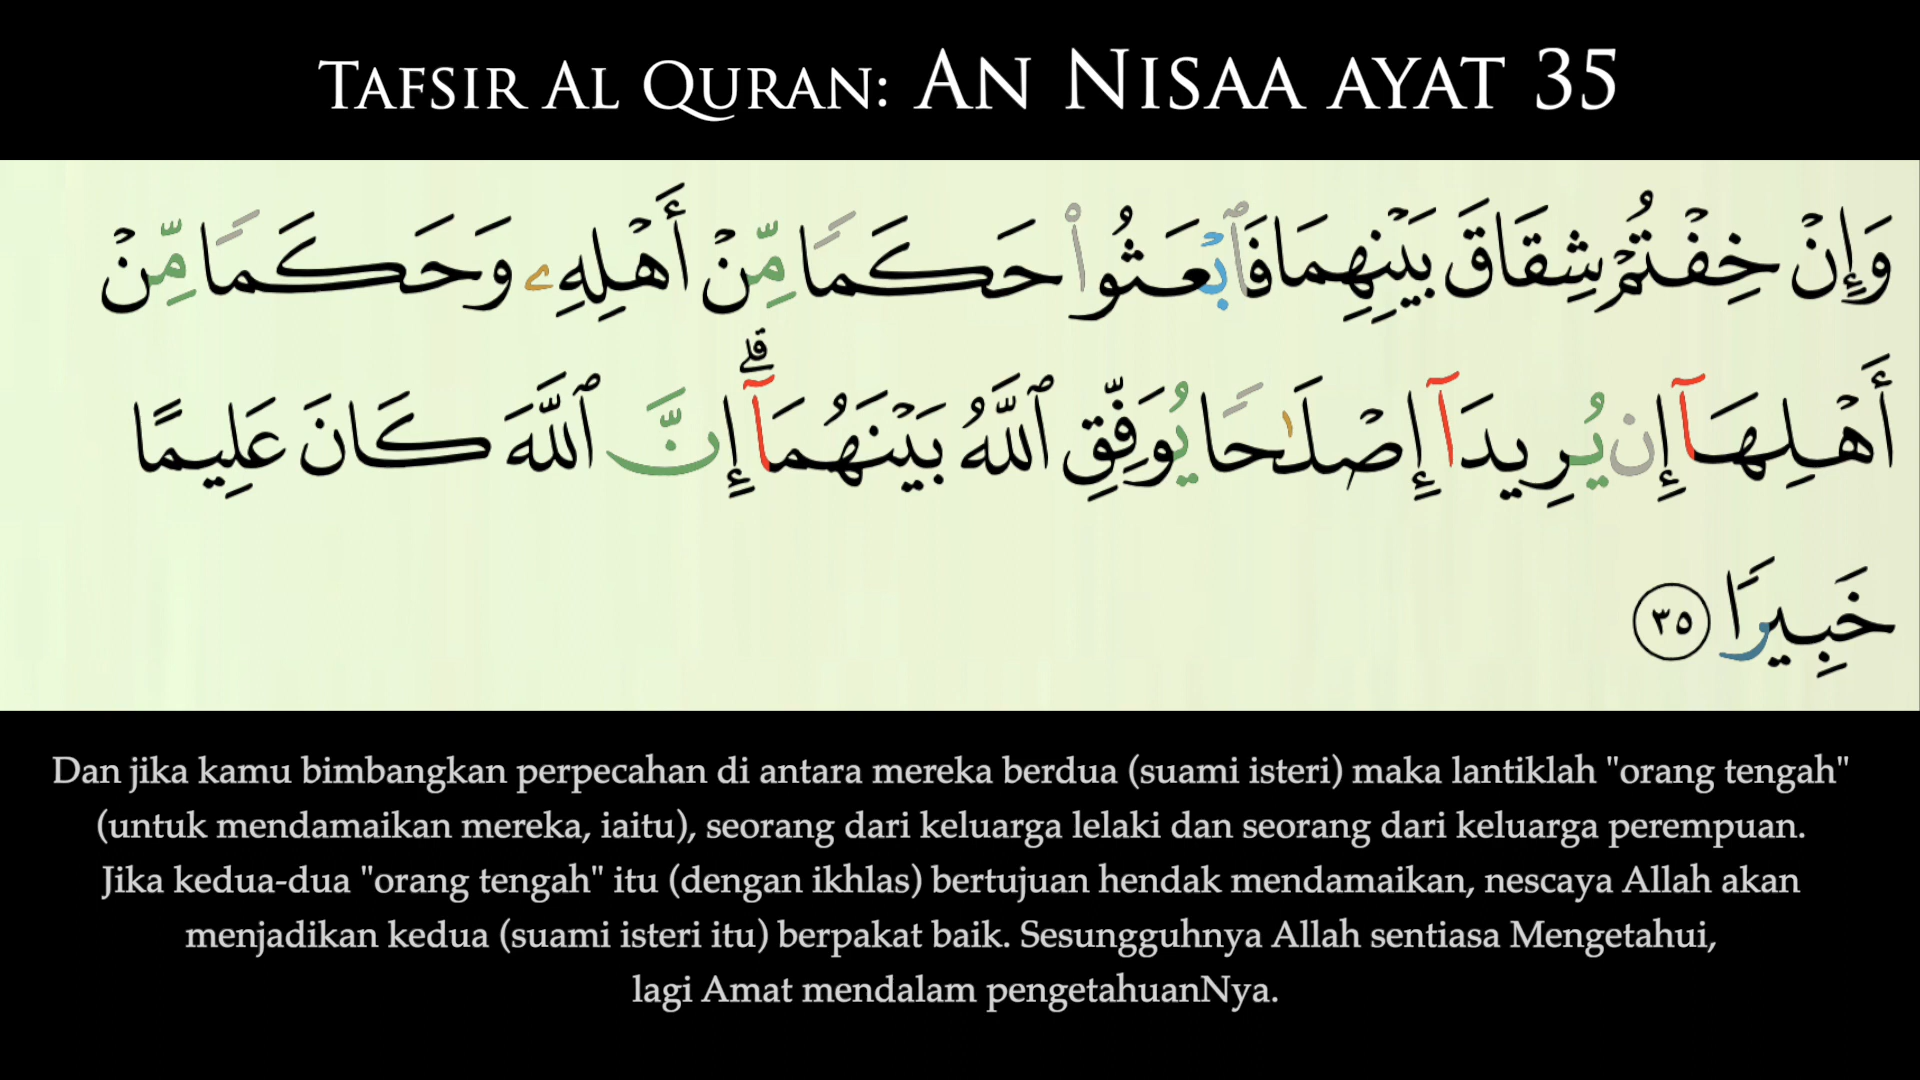 Tafsir Al Quran: An Nisaa ayat 35
وَإِنْ خِفْتُمْ شِقَاقَ بَيْنِهِمَا فَٱبْعَثُوا۟ حَكَمًا مِّنْ أَهْلِهِۦ وَحَكَمًا مِّنْ
أَهْلِهَآ إِن يُرِيدَآ إِصْلَـٰحًا يُوَفِّقِ ٱللَّهُ بَيْنَهُمَآ ۗ إِنَّ ٱللَّهَ كَانَ عَلِيمًا
خَبِيرًا ٣٥
Dan jika kamu bimbangkan perpecahan di antara mereka berdua (suami isteri) maka lantiklah "orang tengah"
(untuk mendamaikan mereka, iaitu), seorang dari keluarga lelaki dan seorang dari keluarga perempuan.
Jika kedua-dua "orang tengah" itu (dengan ikhlas) bertujuan hendak mendamaikan, nescaya Allah akan
menjadikan kedua (suami isteri itu) berpakat baik. Sesungguhnya Allah sentiasa Mengetahui,
lagi Amat mendalam pengetahuanNya.